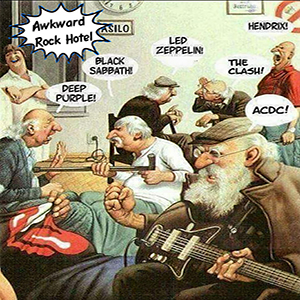 Awkward
Rock Hotel
ASILO
HENDRIX!
LED
ZEPPELIN!
BLACK
SABBATH!
THE
CLASH!
DEEP
PURPLE!
ACDC!